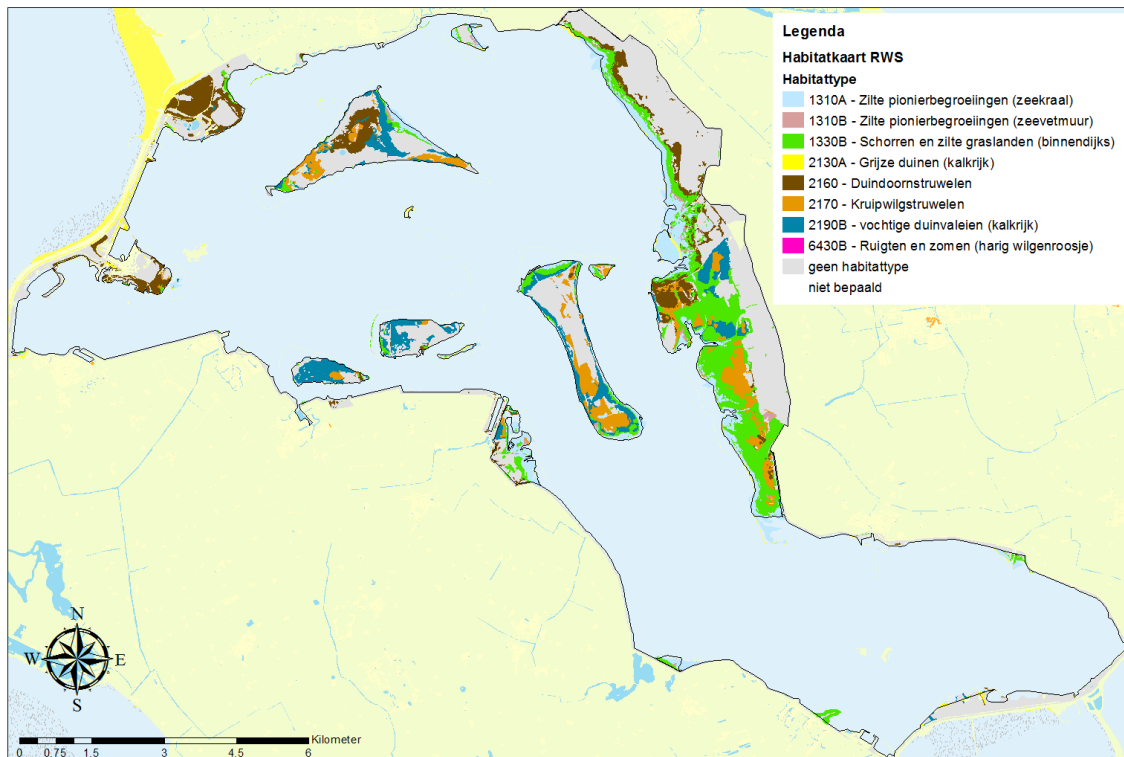 Legenda
Habitatkaart RWS
Habitattype
1310A - Zilte pionierbegroeiingen (zeekraal)
1310B - Zilte pionierbegroeiingen (zeevetmuur)
1330B - Schorren en zilte graslanden (binnendijks)
2130A - Grijze duinen (kalkrijk)
2160 - Duindoornstruwelen
2170 - Kruipwilgstruwelen
2190B - vochtige duinvaleien (kalkrijk)
6430B - Ruigten en zomen (harig wilgenroosje)
geen habitattype
niet bepaald
N
W E
S
Kilometer
0 0.75 1.5 3 4.5 6